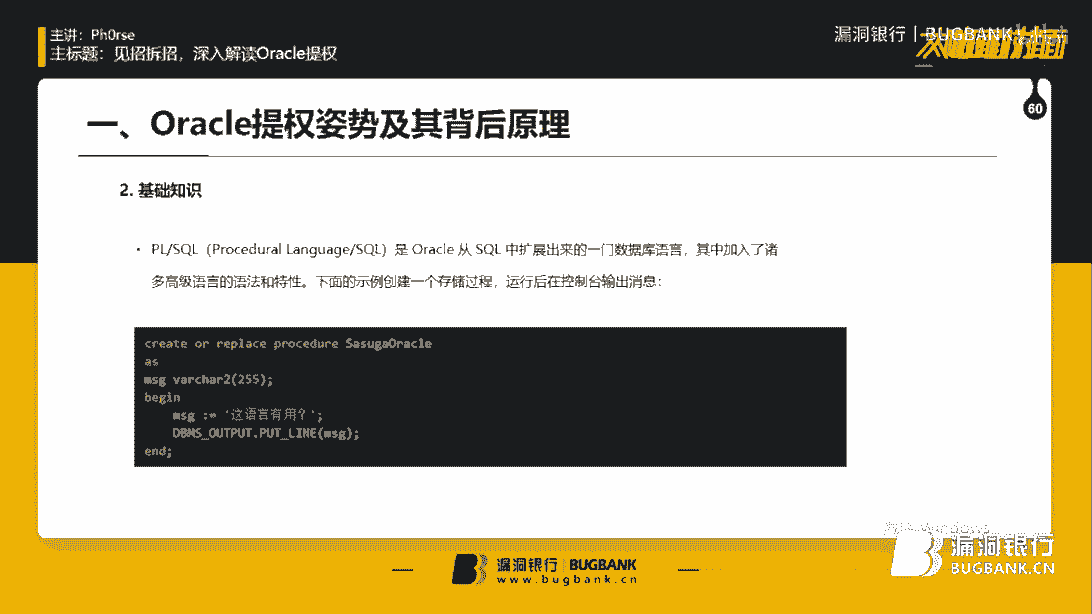 主讲：Ph0rse
主标题：见招拆招，深入解读Oracle提权
漏洞银行 | BUGBANK
60
一、Oracle提权姿势及其背后原理
2. 基础知识
• PL/SQL（Procedural Language/SQL）是 Oracle 从 SQL 中扩展出来的一门数据库语言，其中加入了诸
多高级语言的语法和特性。下面的示例创建一个存储过程，运行后在控制台输出消息：
create or replace procedure SasugaOracle
as
msg varchar2(255);
begin
msg := '这语言有用？';
DBMS_OUTPUT.PUT_LINE(msg);
end;
漏洞银行 | BUGBANK
www.bugbank.cn
漏洞银行
BUGBANK.CN